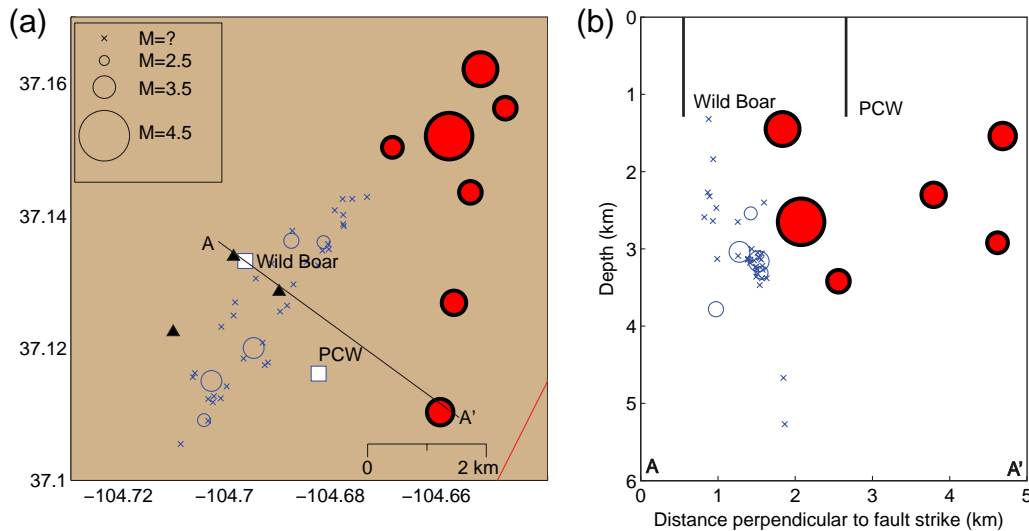 (a)
M=?
M=2.5
M=3.5
M=4.5
37.16
37.14
37.12
37.1
A
Wild Boar
PCW
A'
0
2 km
−104.72
−104.7
−104.68
−104.66
(b)
0
1
2
3
4
5
6
Depth (km)
Wild Boar
PCW
A
A'
0
1
2
3
4
5
Distance perpendicular to fault strike (km)